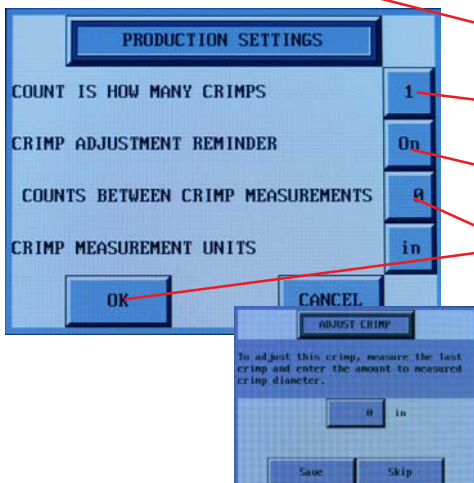 PRODUCTION SETTINGS
COUNT IS HOW MANY CRIMPS 1
CRIMP ADJUSTMENT REMINDER On
COUNTS BETWEEN CRIMP MEASUREMENTS 0
CRIMP MEASUREMENT UNITS in
OK CANCEL
ADJUST CRIMP
To adjust this crimp, measure the last
crimp and enter the amount to measured
crimp diameter.
0 in
Save Skip